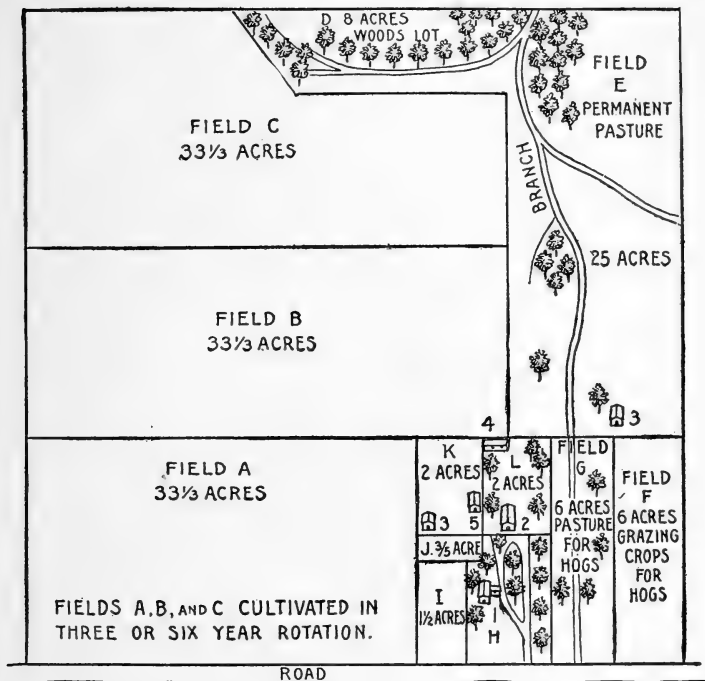 D 8 ACRES
WOODS LOT
FIELD
E
PERMANENT
PASTURE
FIELD C
33⅓ ACRES
BRANCH
25 ACRES
FIELD B
33⅓ ACRES
3
4
FIELD A
33⅓ ACRES
K
2 ACRES
L
2 ACRES
FIELD
G
6 ACRES
PASTURE
FOR
HOGS
FIELD
F
6 ACRES
GRAZING
CROPS
FOR
HOGS
3
5
2
J. 3/5 ACRE
I
1½ ACRES
1
H
FIELDS A,B, AND C CULTIVATED IN
THREE OR SIX YEAR ROTATION.
ROAD